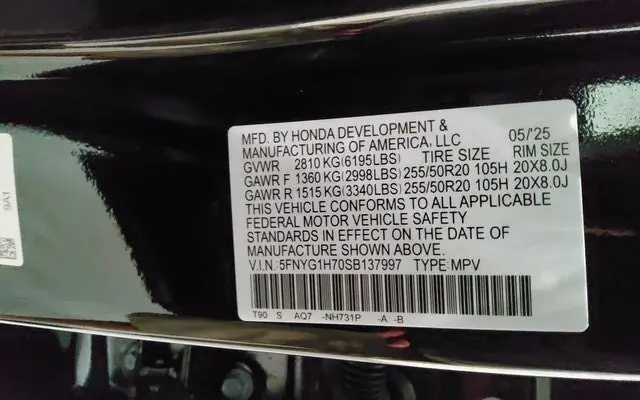 MFD. BY HONDA DEVELOPMENT &
MANUFACTURING OF AMERICA, LLC 05/'25
GVWR 2810 KG(6195LBS) TIRE SIZE RIM SIZE
GAWR F 1360 KG(2998LBS) 255/50R20 105H 20X8.0J
GAWR R 1515 KG(3340LBS) 255/50R20 105H 20X8.0J
THIS VEHICLE CONFORMS TO ALL APPLICABLE
FEDERAL MOTOR VEHICLE SAFETY
STANDARDS IN EFFECT ON THE DATE OF
MANUFACTURE SHOWN ABOVE.
V.I.N.:5FNYG1H70SB137997 TYPE:MPV
T90 S AQ7 -NH731P -A -B
9A1